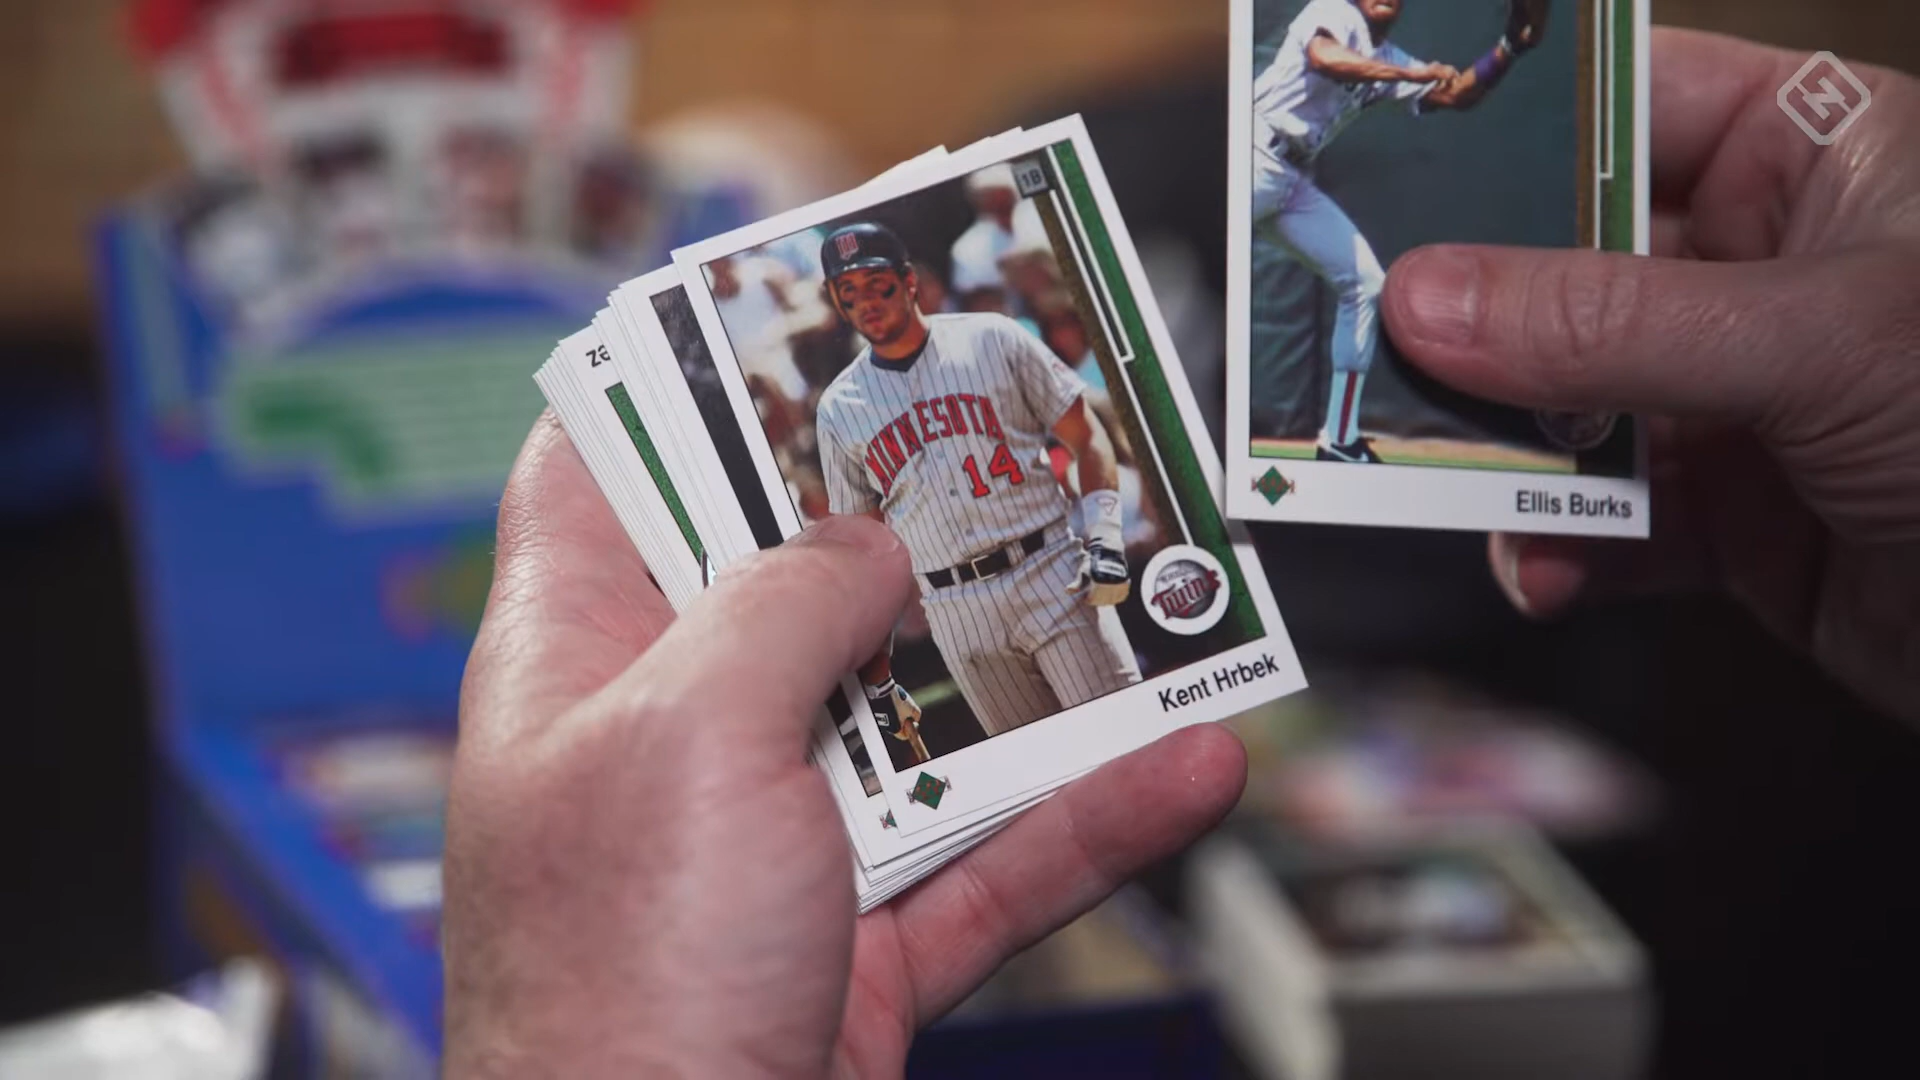 1B
MINNESOTA
14
Twins
Kent Hrbek
Ellis Burks